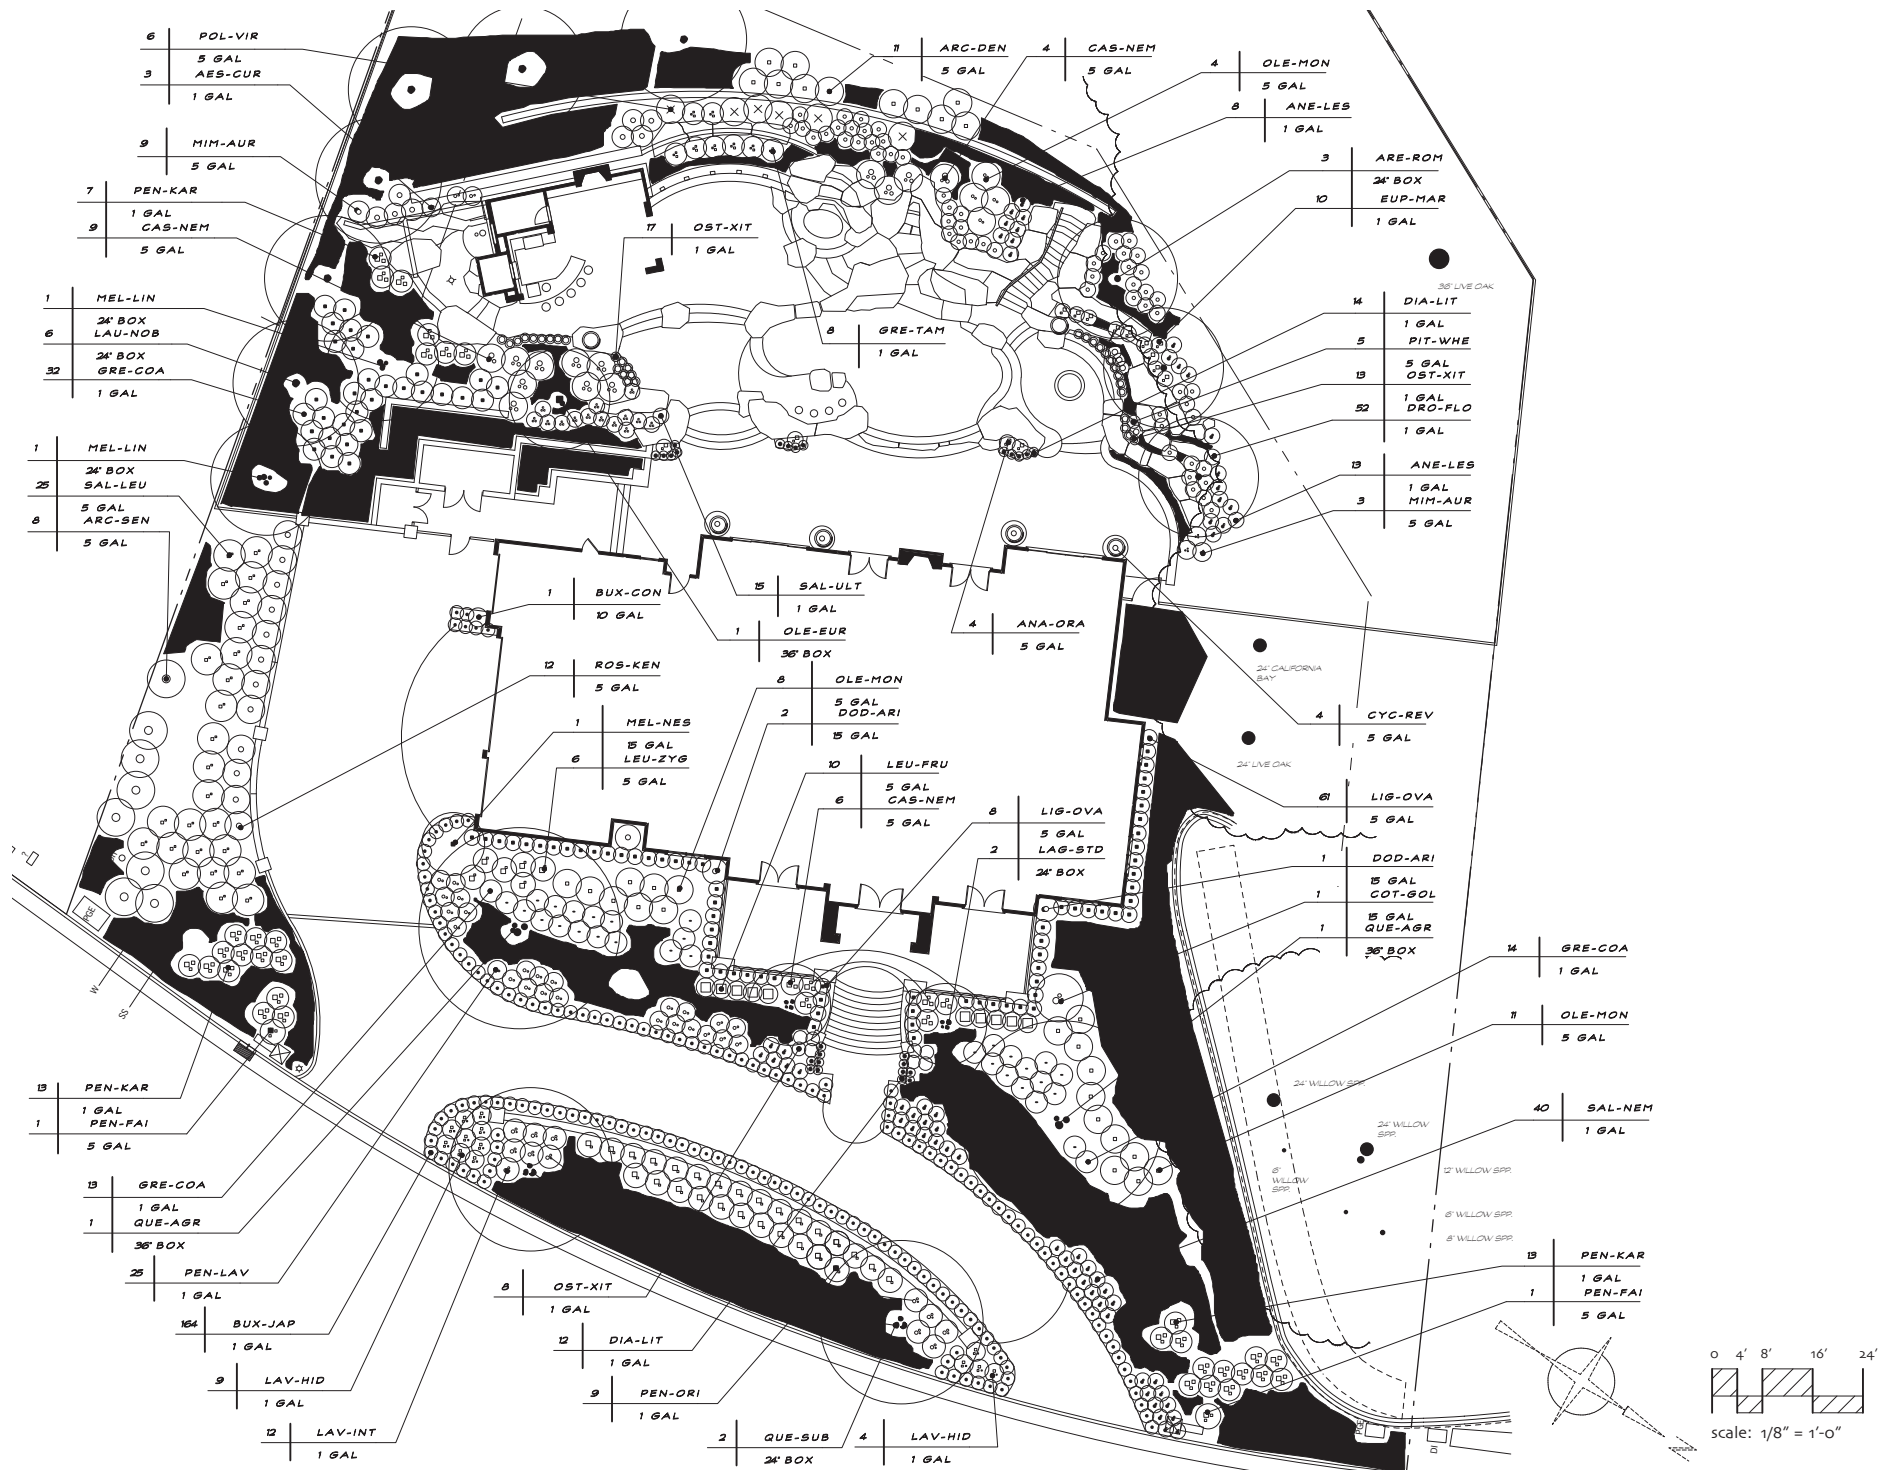 6 POL-VIR
5 GAL
3 AES-CUR
1 GAL
9 MIM-AUR
5 GAL
7 PEN-KAR
1 GAL
9 CAS-NEM
5 GAL
1 MEL-LIN
24" BOX
6 LAU-NOB
24" BOX
32 GRE-COA
1 GAL
1 MEL-LIN
24" BOX
25 SAL-LEU
5 GAL
8 ARC-SEN
5 GAL
11 ARC-DEN
5 GAL
4 CAS-NEM
5 GAL
4 OLE-MON
5 GAL
8 ANE-LES
1 GAL
3 ARE-ROM
24" BOX
10 EUP-MAR
1 GAL
36" LIVE OAK
17 OST-XIT
1 GAL
8 GRE-TAM
1 GAL
14 DIA-LIT
1 GAL
5 PIT-WHE
5 GAL
13 OST-XIT
1 GAL
52 DRO-FLO
1 GAL
13 ANE-LES
1 GAL
3 MIM-AUR
5 GAL
1 BUX-CON
10 GAL
15 SAL-ULT
1 GAL
1 OLE-EUR
36" BOX
4 ANA-ORA
5 GAL
12 ROS-KEN
5 GAL
8 OLE-MON
5 GAL
2 DOD-ARI
15 GAL
1 MEL-NES
15 GAL
6 LEU-ZYG
5 GAL
10 LEU-FRU
5 GAL
6 CAS-NEM
5 GAL
8 LIG-OVA
5 GAL
2 LAG-STD
24" BOX
24" CALIFORNIA
BAY
4 CYC-REV
5 GAL
24" LIVE OAK
61 LIG-OVA
5 GAL
1 DOD-ARI
15 GAL
1 COT-GOL
15 GAL
1 QUE-AGR
36" BOX
14 GRE-COA
1 GAL
11 OLE-MON
5 GAL
40 SAL-NEM
1 GAL
24" WILLOW SPP.
24" WILLOW
SPP.
6"
WILLOW
SPP.
12" WILLOW SPP.
6" WILLOW SPP.
8" WILLOW SPP.
13 PEN-KAR
1 GAL
1 PEN-FAI
5 GAL
PGE
W
SS
13 PEN-KAR
1 GAL
1 PEN-FAI
5 GAL
13 GRE-COA
1 GAL
1 QUE-AGR
36" BOX
25 PEN-LAV
5 GAL
164 BUX-JAP
1 GAL
9 LAV-HID
1 GAL
12 LAV-INT
1 GAL
8 OST-XIT
1 GAL
12 DIA-LIT
1 GAL
9 PEN-ORI
1 GAL
2 QUE-SUB
24" BOX
4 LAV-HID
1 GAL
PGE
DI
0 4' 8' 16' 24'
scale: 1/8" = 1'-0"